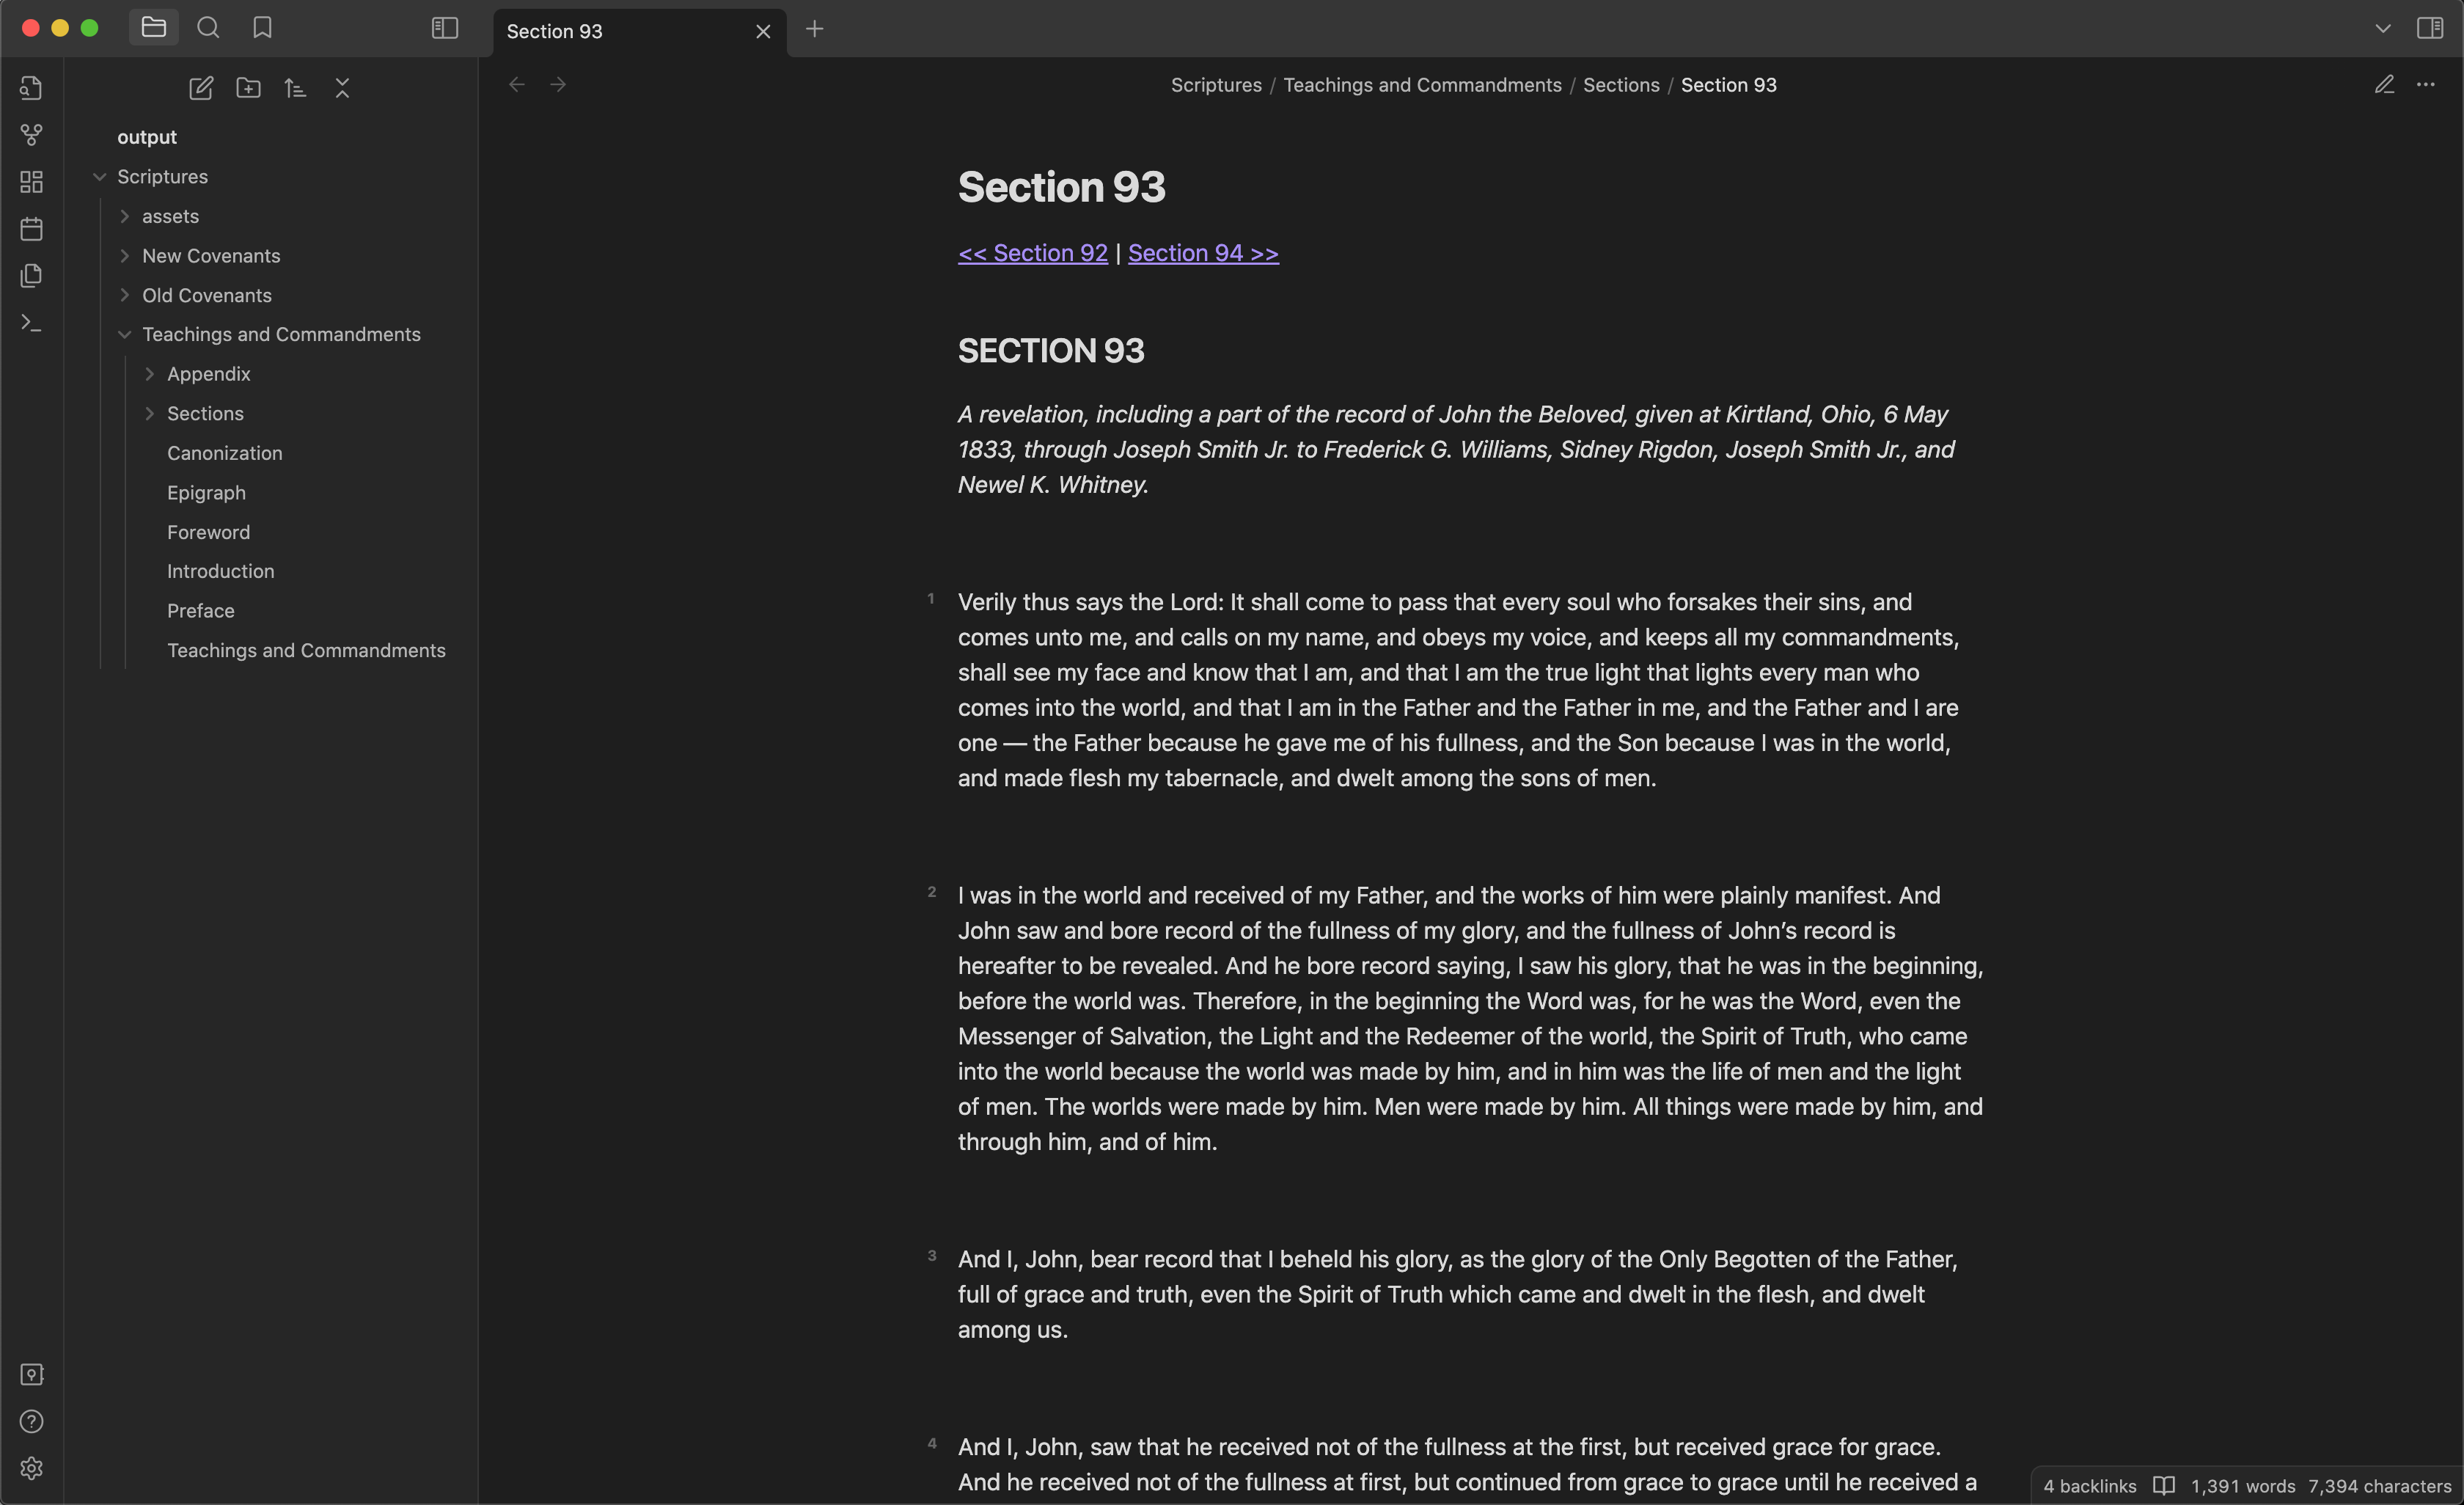 Section 93
Scriptures / Teachings and Commandments / Sections / Section 93
output
Scriptures
assets
New Covenants
Old Covenants
Teachings and Commandments
Appendix
Sections
Canonization
Epigraph
Foreword
Introduction
Preface
Teachings and Commandments
Section 93
<< Section 92 | Section 94 >>
SECTION 93
A revelation, including a part of the record of John the Beloved, given at Kirtland, Ohio, 6 May
1833, through Joseph Smith Jr. to Frederick G. Williams, Sidney Rigdon, Joseph Smith Jr., and
Newel K. Whitney.
1 Verily thus says the Lord: It shall come to pass that every soul who forsakes their sins, and
comes unto me, and calls on my name, and obeys my voice, and keeps all my commandments,
shall see my face and know that I am, and that I am the true light that lights every man who
comes into the world, and that I am in the Father and the Father in me, and the Father and I are
one — the Father because he gave me of his fullness, and the Son because I was in the world,
and made flesh my tabernacle, and dwelt among the sons of men.
2 I was in the world and received of my Father, and the works of him were plainly manifest. And
John saw and bore record of the fullness of my glory, and the fullness of John’s record is
hereafter to be revealed. And he bore record saying, I saw his glory, that he was in the beginning,
before the world was. Therefore, in the beginning the Word was, for he was the Word, even the
Messenger of Salvation, the Light and the Redeemer of the world, the Spirit of Truth, who came
into the world because the world was made by him, and in him was the life of men and the light
of men. The worlds were made by him. Men were made by him. All things were made by him, and
through him, and of him.
3 And I, John, bear record that I beheld his glory, as the glory of the Only Begotten of the Father,
full of grace and truth, even the Spirit of Truth which came and dwelt in the flesh, and dwelt
among us.
4 And I, John, saw that he received not of the fullness at the first, but received grace for grace.
And he received not of the fullness at first, but continued from grace to grace until he received a
4 backlinks 1,391 words 7,394 characters